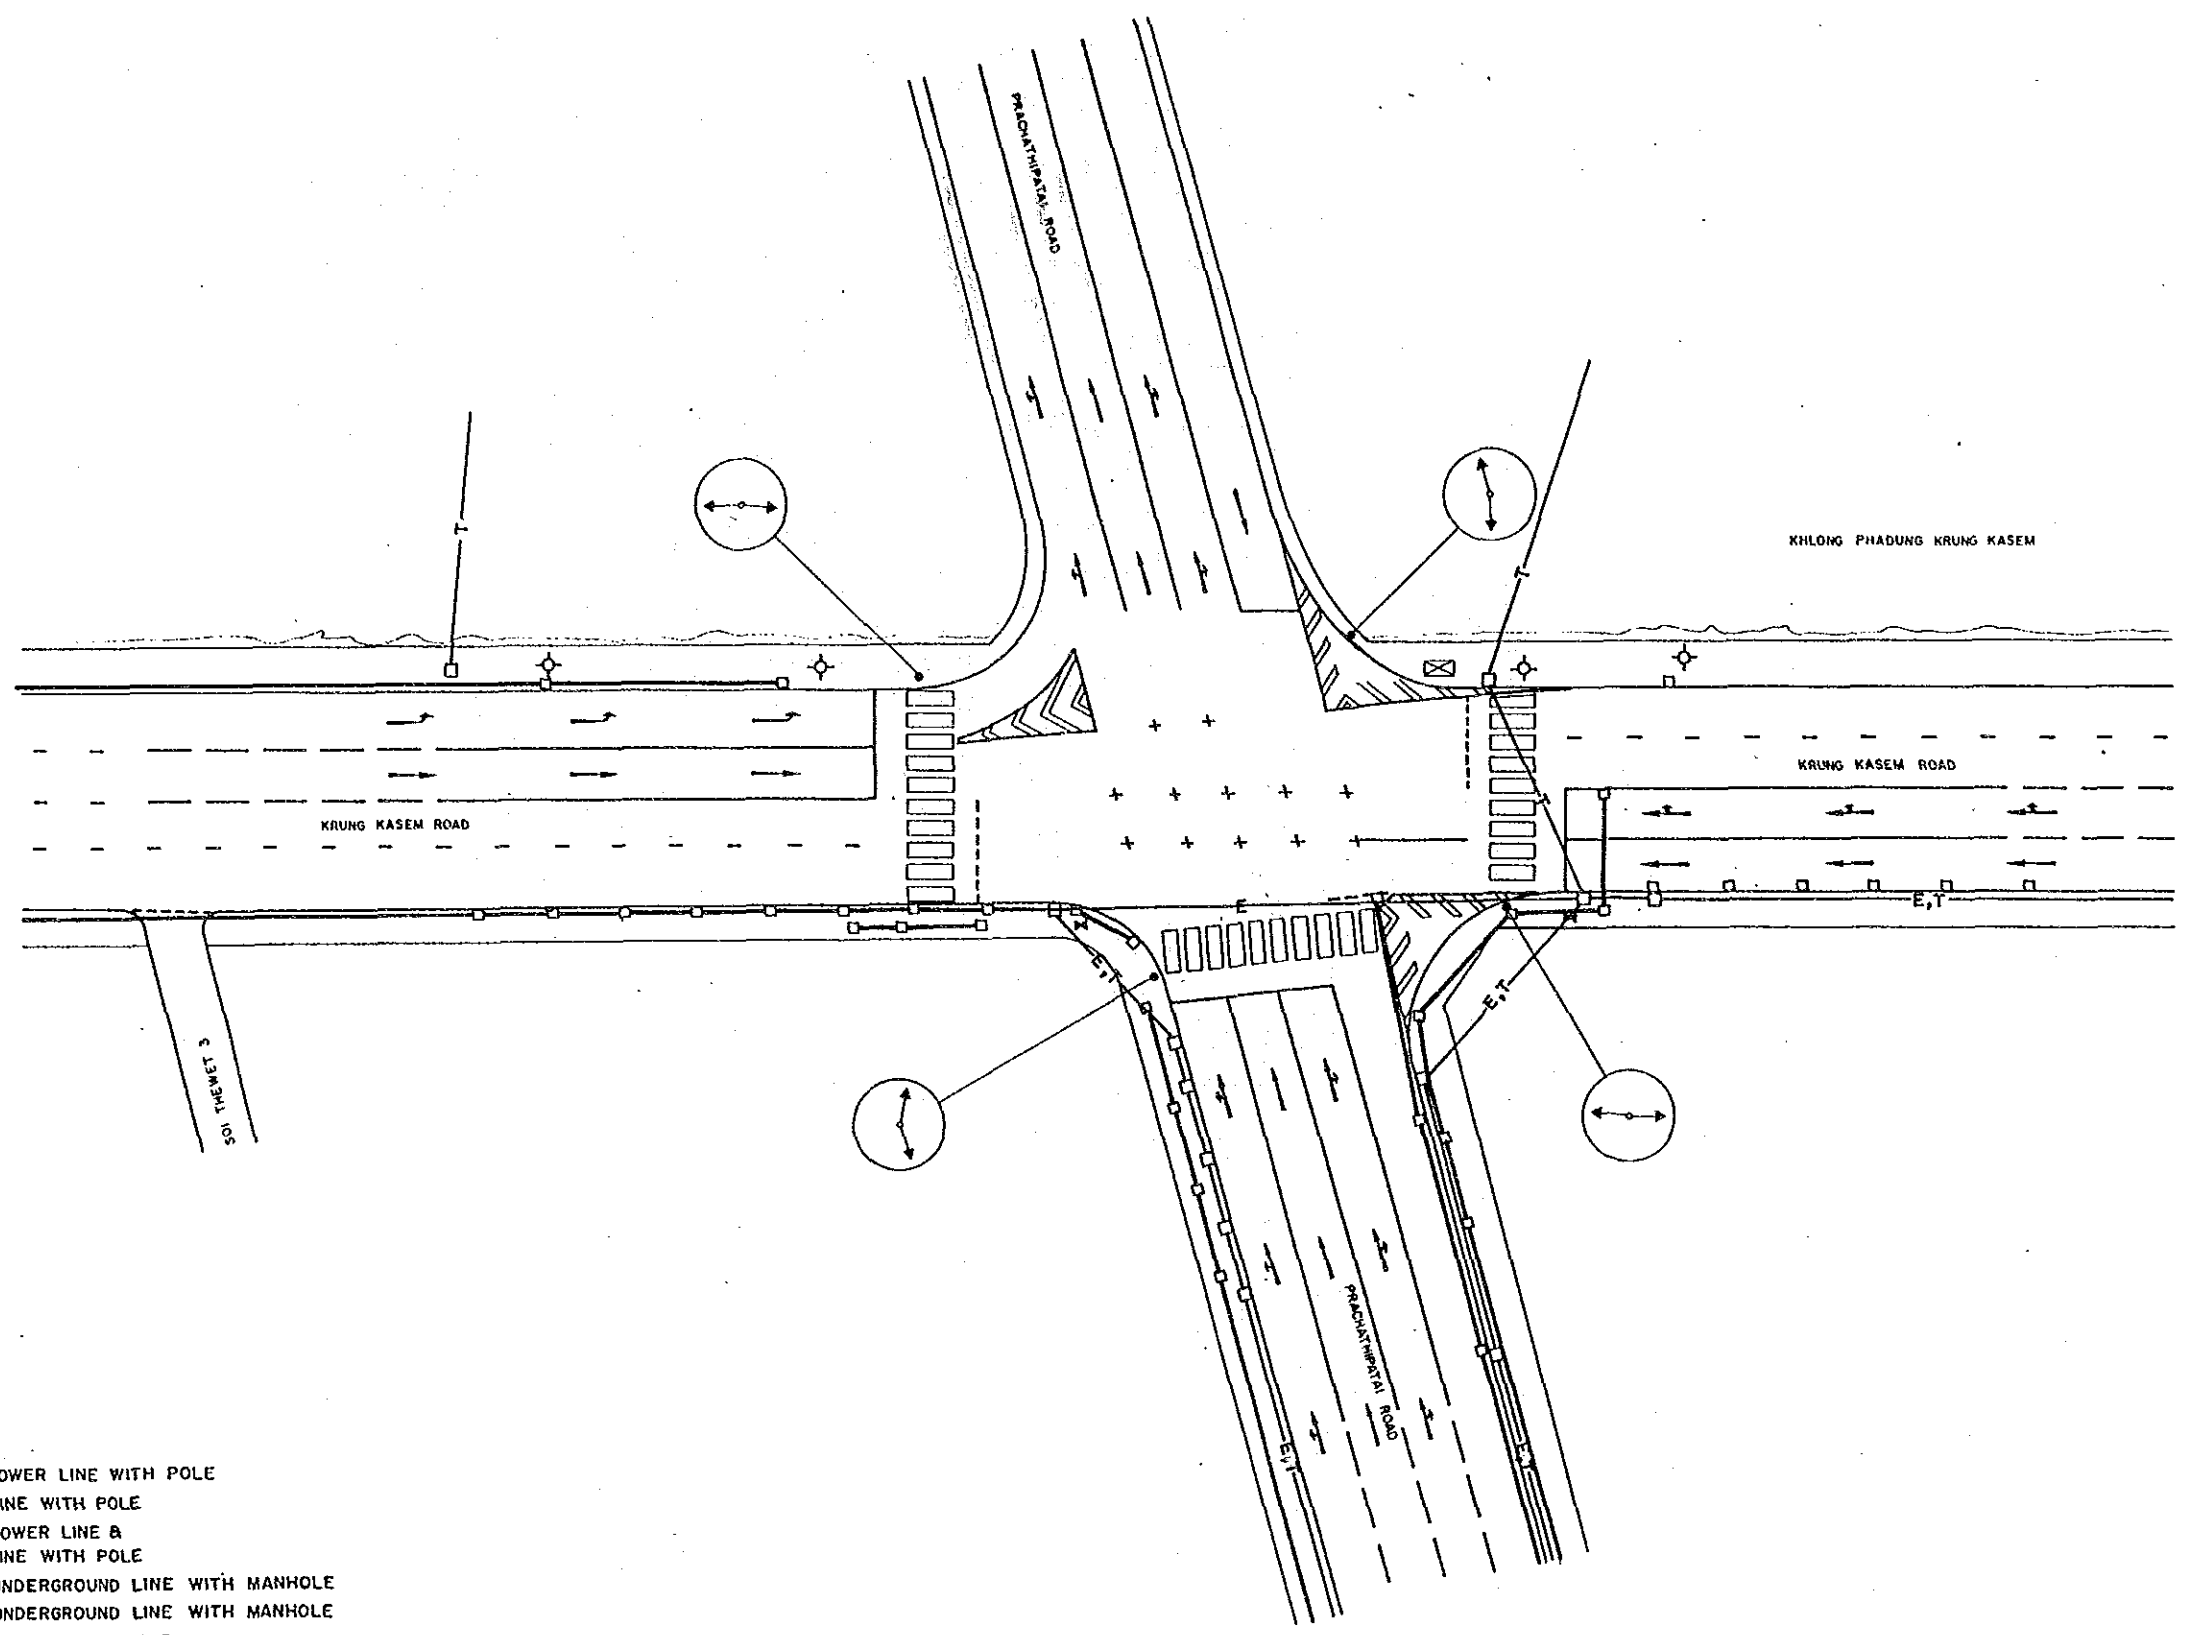 PRACHATHIPATAI ROAD
T
T
KHLONG PHADUNG KRUNG KASEM
KRUNG KASEM ROAD
T
KRUNG KASEM ROAD
E
E,T
E,T
E,T
SOI THEWET 3
PRACHATHIPATAI ROAD
E,T
E,T
OWER LINE WITH POLE
INE WITH POLE
OWER LINE &
INE WITH POLE
NDERGROUND LINE WITH MANHOLE
NDERGROUND LINE WITH MANHOLE